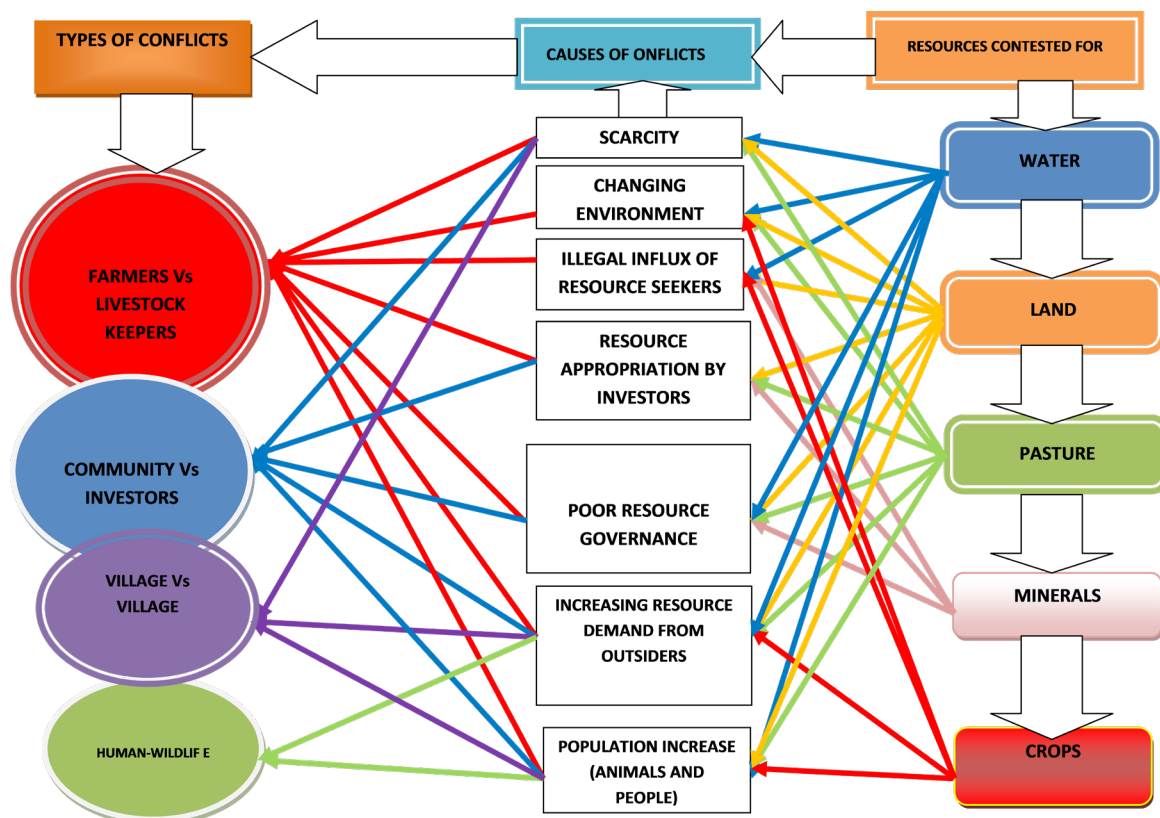 TYPES OF CONFLICTS
CAUSES OF ONFLICTS
RESOURCES CONTESTED FOR
FARMERS Vs
LIVESTOCK
KEEPERS
COMMUNITY Vs
INVESTORS
VILLAGE Vs
VILLAGE
HUMAN-WILDLIF E
SCARCITY
CHANGING
ENVIRONMENT
ILLEGAL INFLUX OF
RESOURCE SEEKERS
RESOURCE
APPROPRIATION BY
INVESTORS
POOR RESOURCE
GOVERNANCE
INCREASING RESOURCE
DEMAND FROM
OUTSIDERS
POPULATION INCREASE
(ANIMALS AND
PEOPLE)
WATER
LAND
PASTURE
MINERALS
CROPS